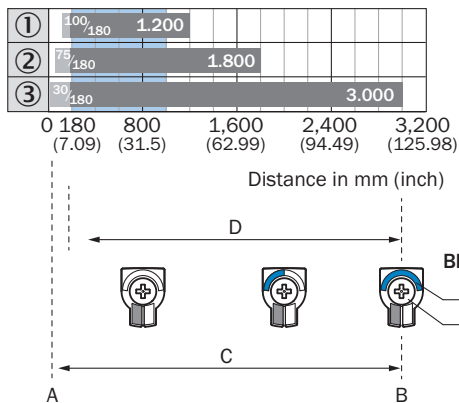 ① 100/180 1.200
② 75/180 1.800
③ 30/180 3.000
0 180 800 1,600 2,400 3,200
(7.09) (31.5) (62.99) (94.49) (125.98)
Distance in mm (inch)
D
C
A B